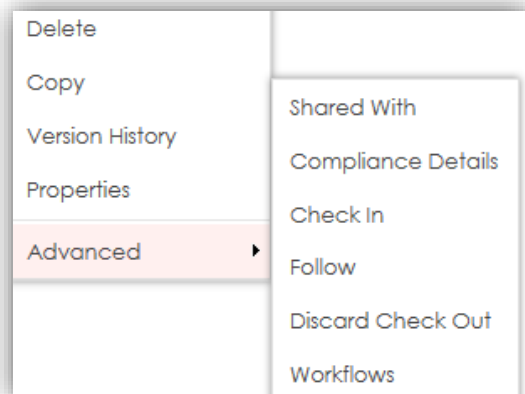 Delete
Copy
Version History
Properties
Advanced
Shared With
Compliance Details
Check In
Follow
Discard Check Out
Workflows